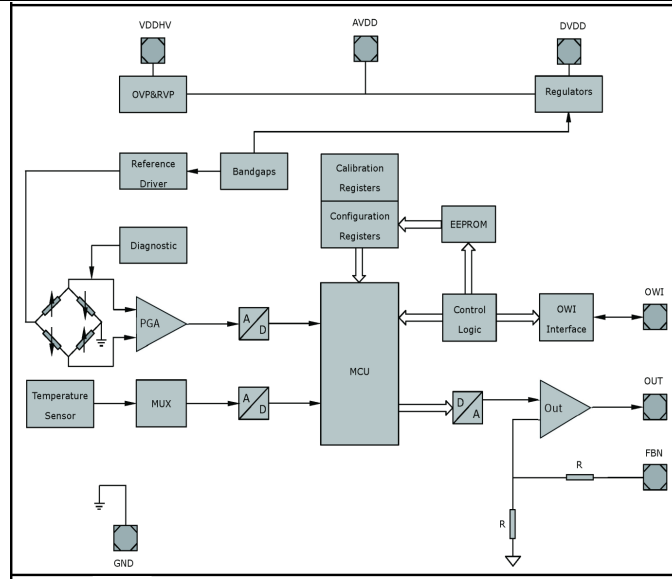 VDDHV
AVDD
DVDD
OVP&RVP
Regulators
Reference
Driver
Bandgaps
Calibration
Registers
Configuration
Registers
EEPROM
Diagnostic
PGA
A
D
MCU
Control
Logic
OWI
Interface
OWI
Temperature
Sensor
MUX
A
D
D
A
Out
OUT
FBN
R
R
GND